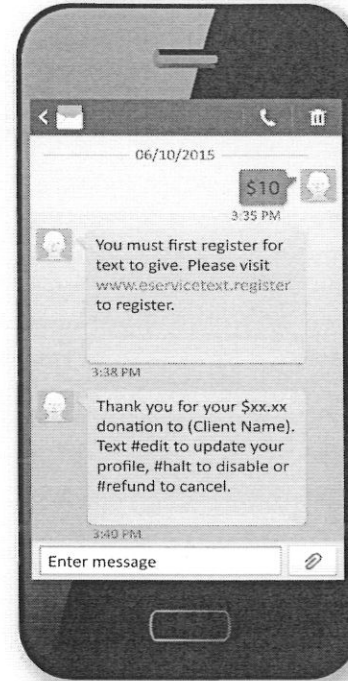 06/10/2015
$10
3:35 PM
You must first register for
text to give. Please visit
www.eservicetext.register
to register.
3:38 PM
Thank you for your $xx.xx
donation to (Client Name).
Text #edit to update your
profile, #halt to disable or
#refund to cancel.
3:40 PM
Enter message